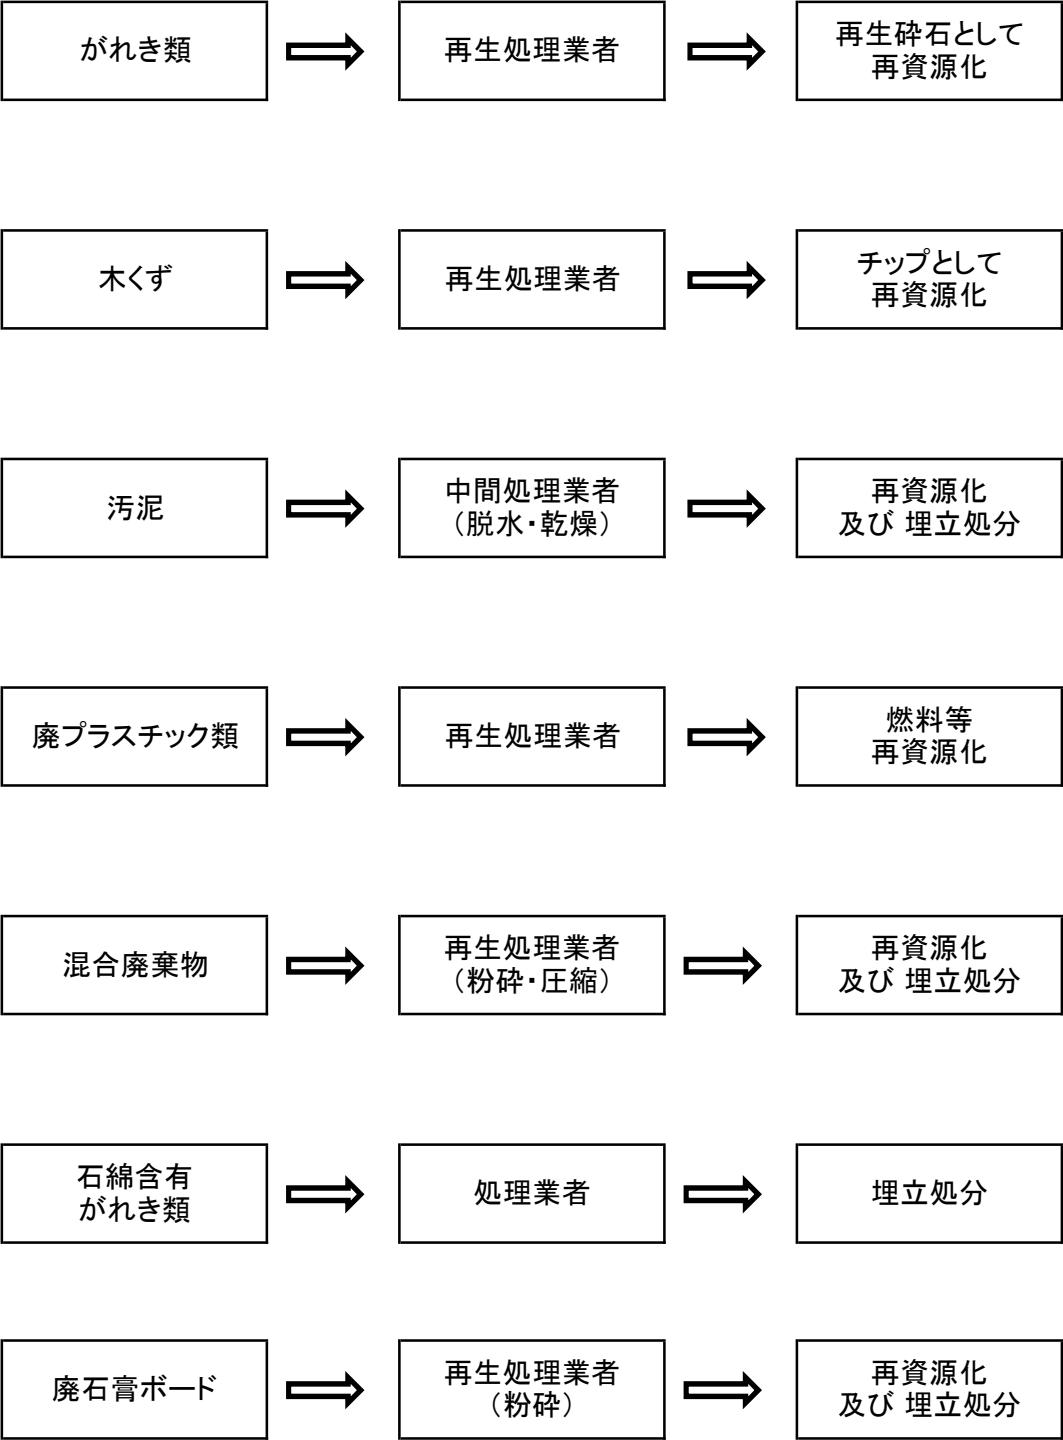 がれき類
再生処理業者
再生砕石として
再資源化
木くず
再生処理業者
チップとして
再資源化
汚泥
中間処理業者
（脱水・乾燥）
再資源化
及び 埋立処分
廃プラスチック類
再生処理業者
燃料等
再資源化
混合廃棄物
再生処理業者
（粉砕・圧縮）
再資源化
及び 埋立処分
石綿含有
がれき類
処理業者
埋立処分
廃石膏ボード
再生処理業者
（粉砕）
再資源化
及び 埋立処分